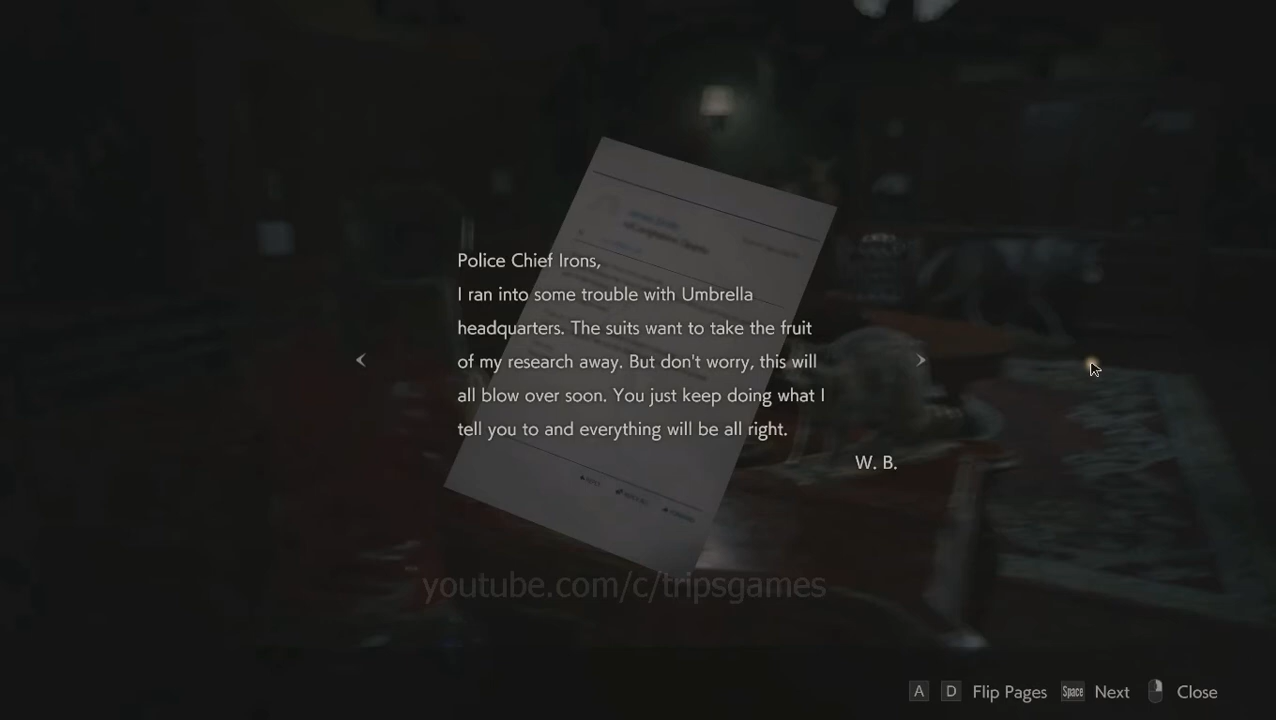 Police Chief Irons,
I ran into some trouble with Umbrella
headquarters. The suits want to take the fruit
of my research away. But don't worry, this will
all blow over soon. You just keep doing what I
tell you to and everything will be all right.
W. B.
youtube.com/c/tripsgames
A D Flip Pages Space Next Close